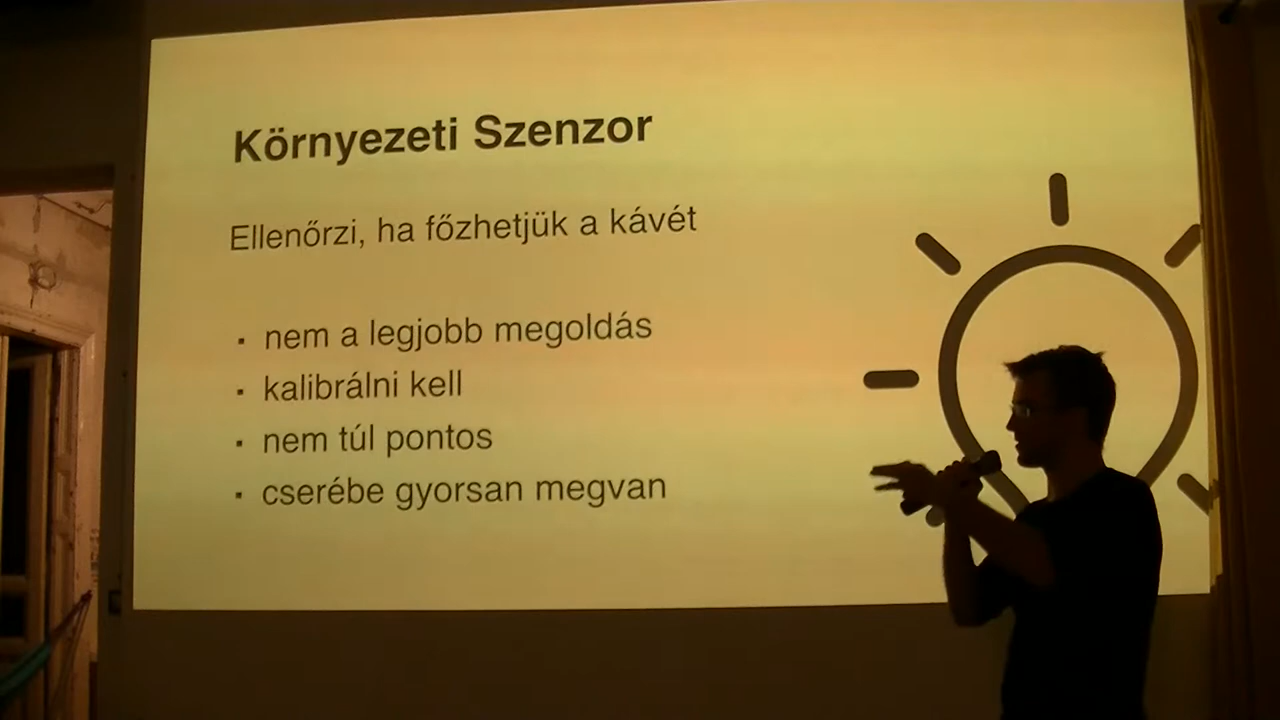 Környezeti Szenzor
Ellenőrzi, ha főzhetjük a kávét
▪ nem a legjobb megoldás
▪ kalibrálni kell
▪ nem túl pontos
▪ cserébe gyorsan megvan